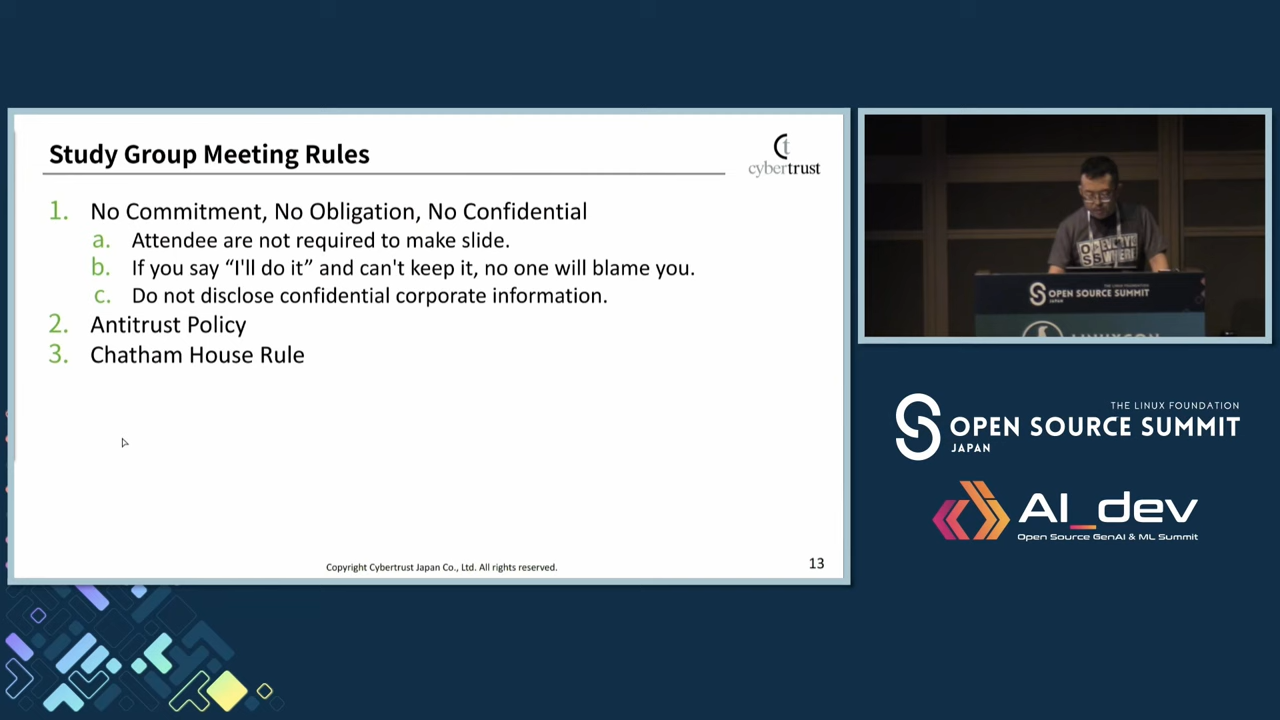 Study Group Meeting Rules
cybertrust
1. No Commitment, No Obligation, No Confidential
a. Attendee are not required to make slide.
b. If you say “I'll do it” and can't keep it, no one will blame you.
c. Do not disclose confidential corporate information.
2. Antitrust Policy
3. Chatham House Rule
Copyright Cybertrust Japan Co., Ltd. All rights reserved.
13
OPEN SOURCE SUMMIT
JAPAN
THE LINUX FOUNDATION
OPEN SOURCE SUMMIT
JAPAN
AI_dev
Open Source GenAI & ML Summit